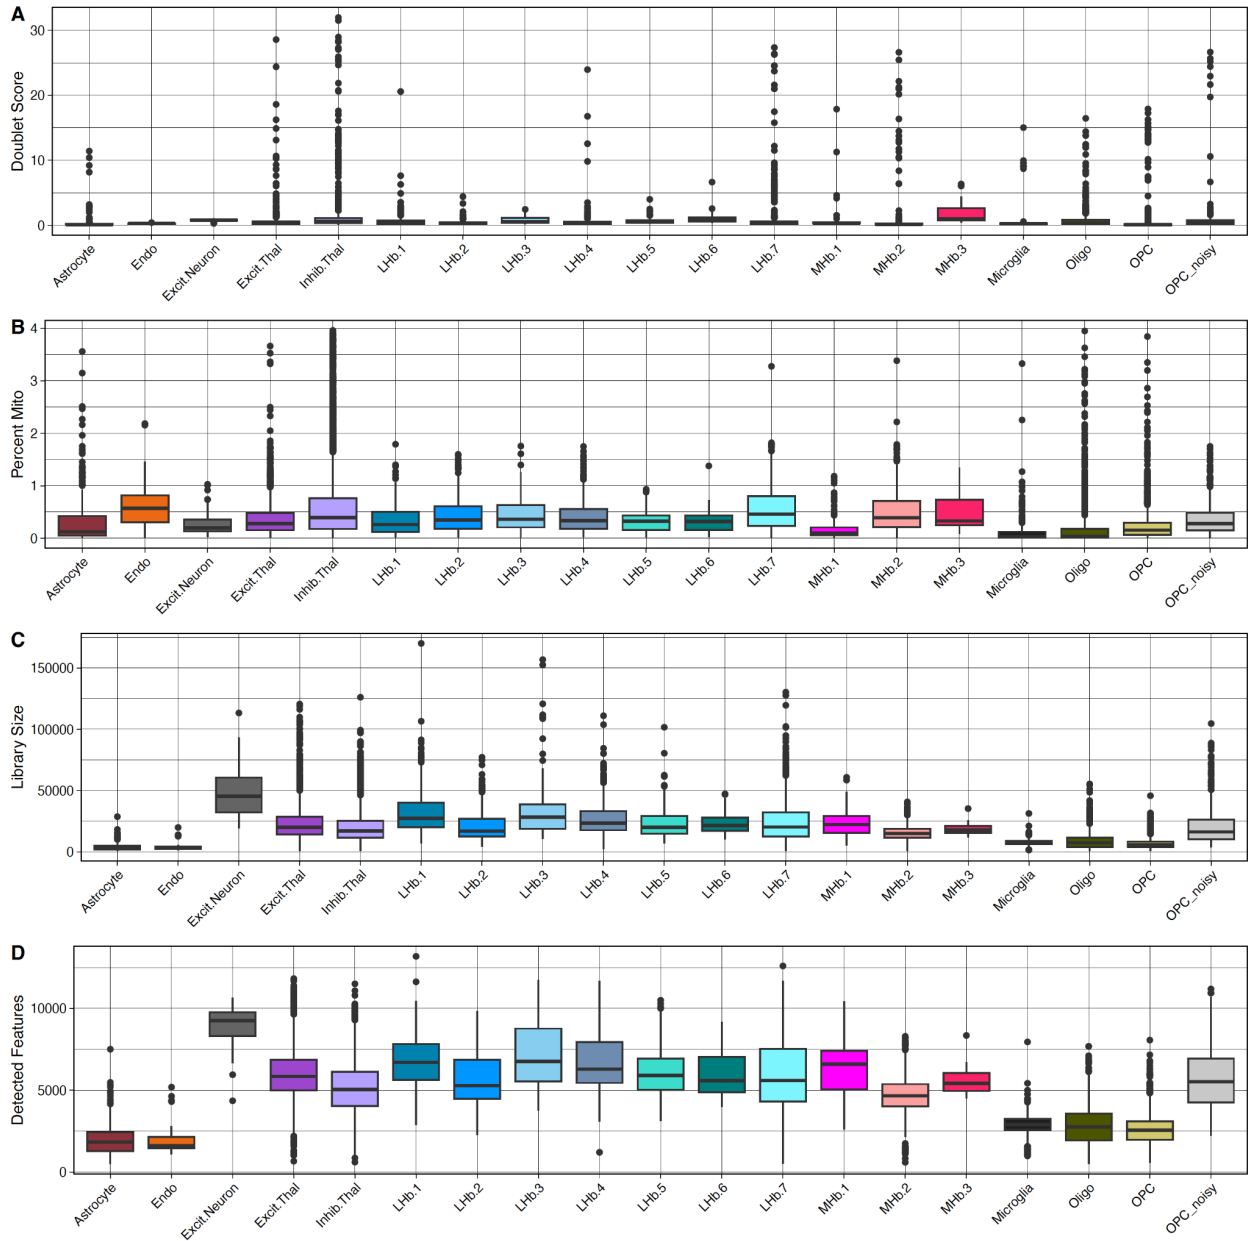 A
Doublet Score
30
20
10
0
Astrocyte
Endo
Excit.Neuron
Excit.Thal
Inhib.Thal
LHb.1
LHb.2
LHb.3
LHb.4
LHb.5
LHb.6
LHb.7
MHb.1
MHb.2
MHb.3
Microglia
Oligo
OPC
OPC_noisy
B
Percent Mito
4
3
2
1
0
Astrocyte
Endo
Excit.Neuron
Excit.Thal
Inhib.Thal
LHb.1
LHb.2
LHb.3
LHb.4
LHb.5
LHb.6
LHb.7
MHb.1
MHb.2
MHb.3
Microglia
Oligo
OPC
OPC_noisy
C
Library Size
150000
100000
50000
0
Astrocyte
Endo
Excit.Neuron
Excit.Thal
Inhib.Thal
LHb.1
LHb.2
LHb.3
LHb.4
LHb.5
LHb.6
LHb.7
MHb.1
MHb.2
MHb.3
Microglia
Oligo
OPC
OPC_noisy
D
Detected Features
10000
5000
0
Astrocyte
Endo
Excit.Neuron
Excit.Thal
Inhib.Thal
LHb.1
LHb.2
LHb.3
LHb.4
LHb.5
LHb.6
LHb.7
MHb.1
MHb.2
MHb.3
Microglia
Oligo
OPC
OPC_noisy